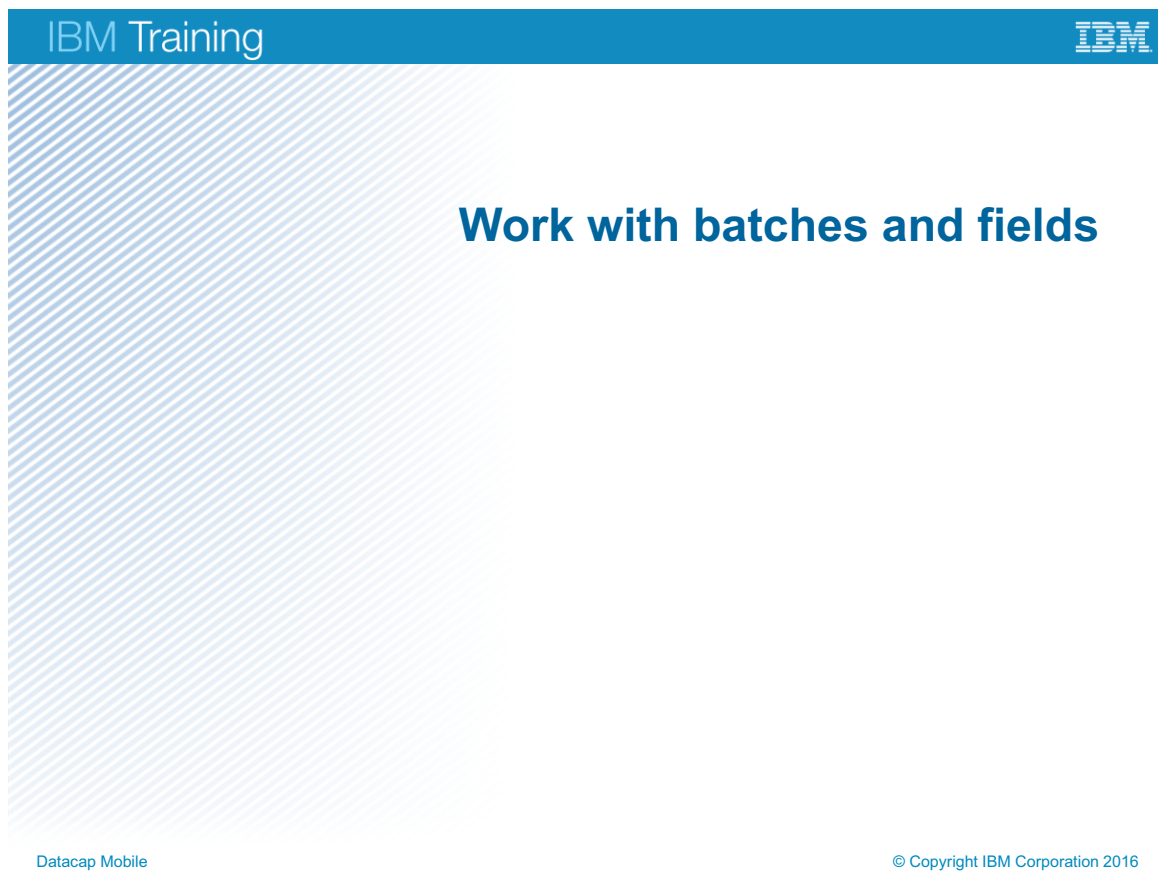 IBM Training
IBM
Work with batches and fields
Datacap Mobile
© Copyright IBM Corporation 2016